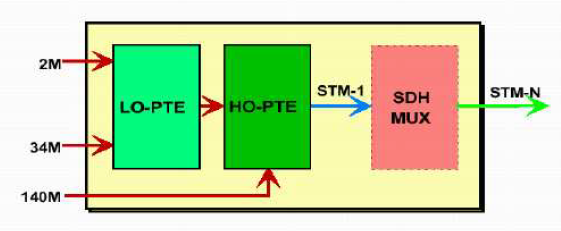 2M
34M
140M
LO-PTE
HO-PTE
STM-1
SDH
MUX
STM-N